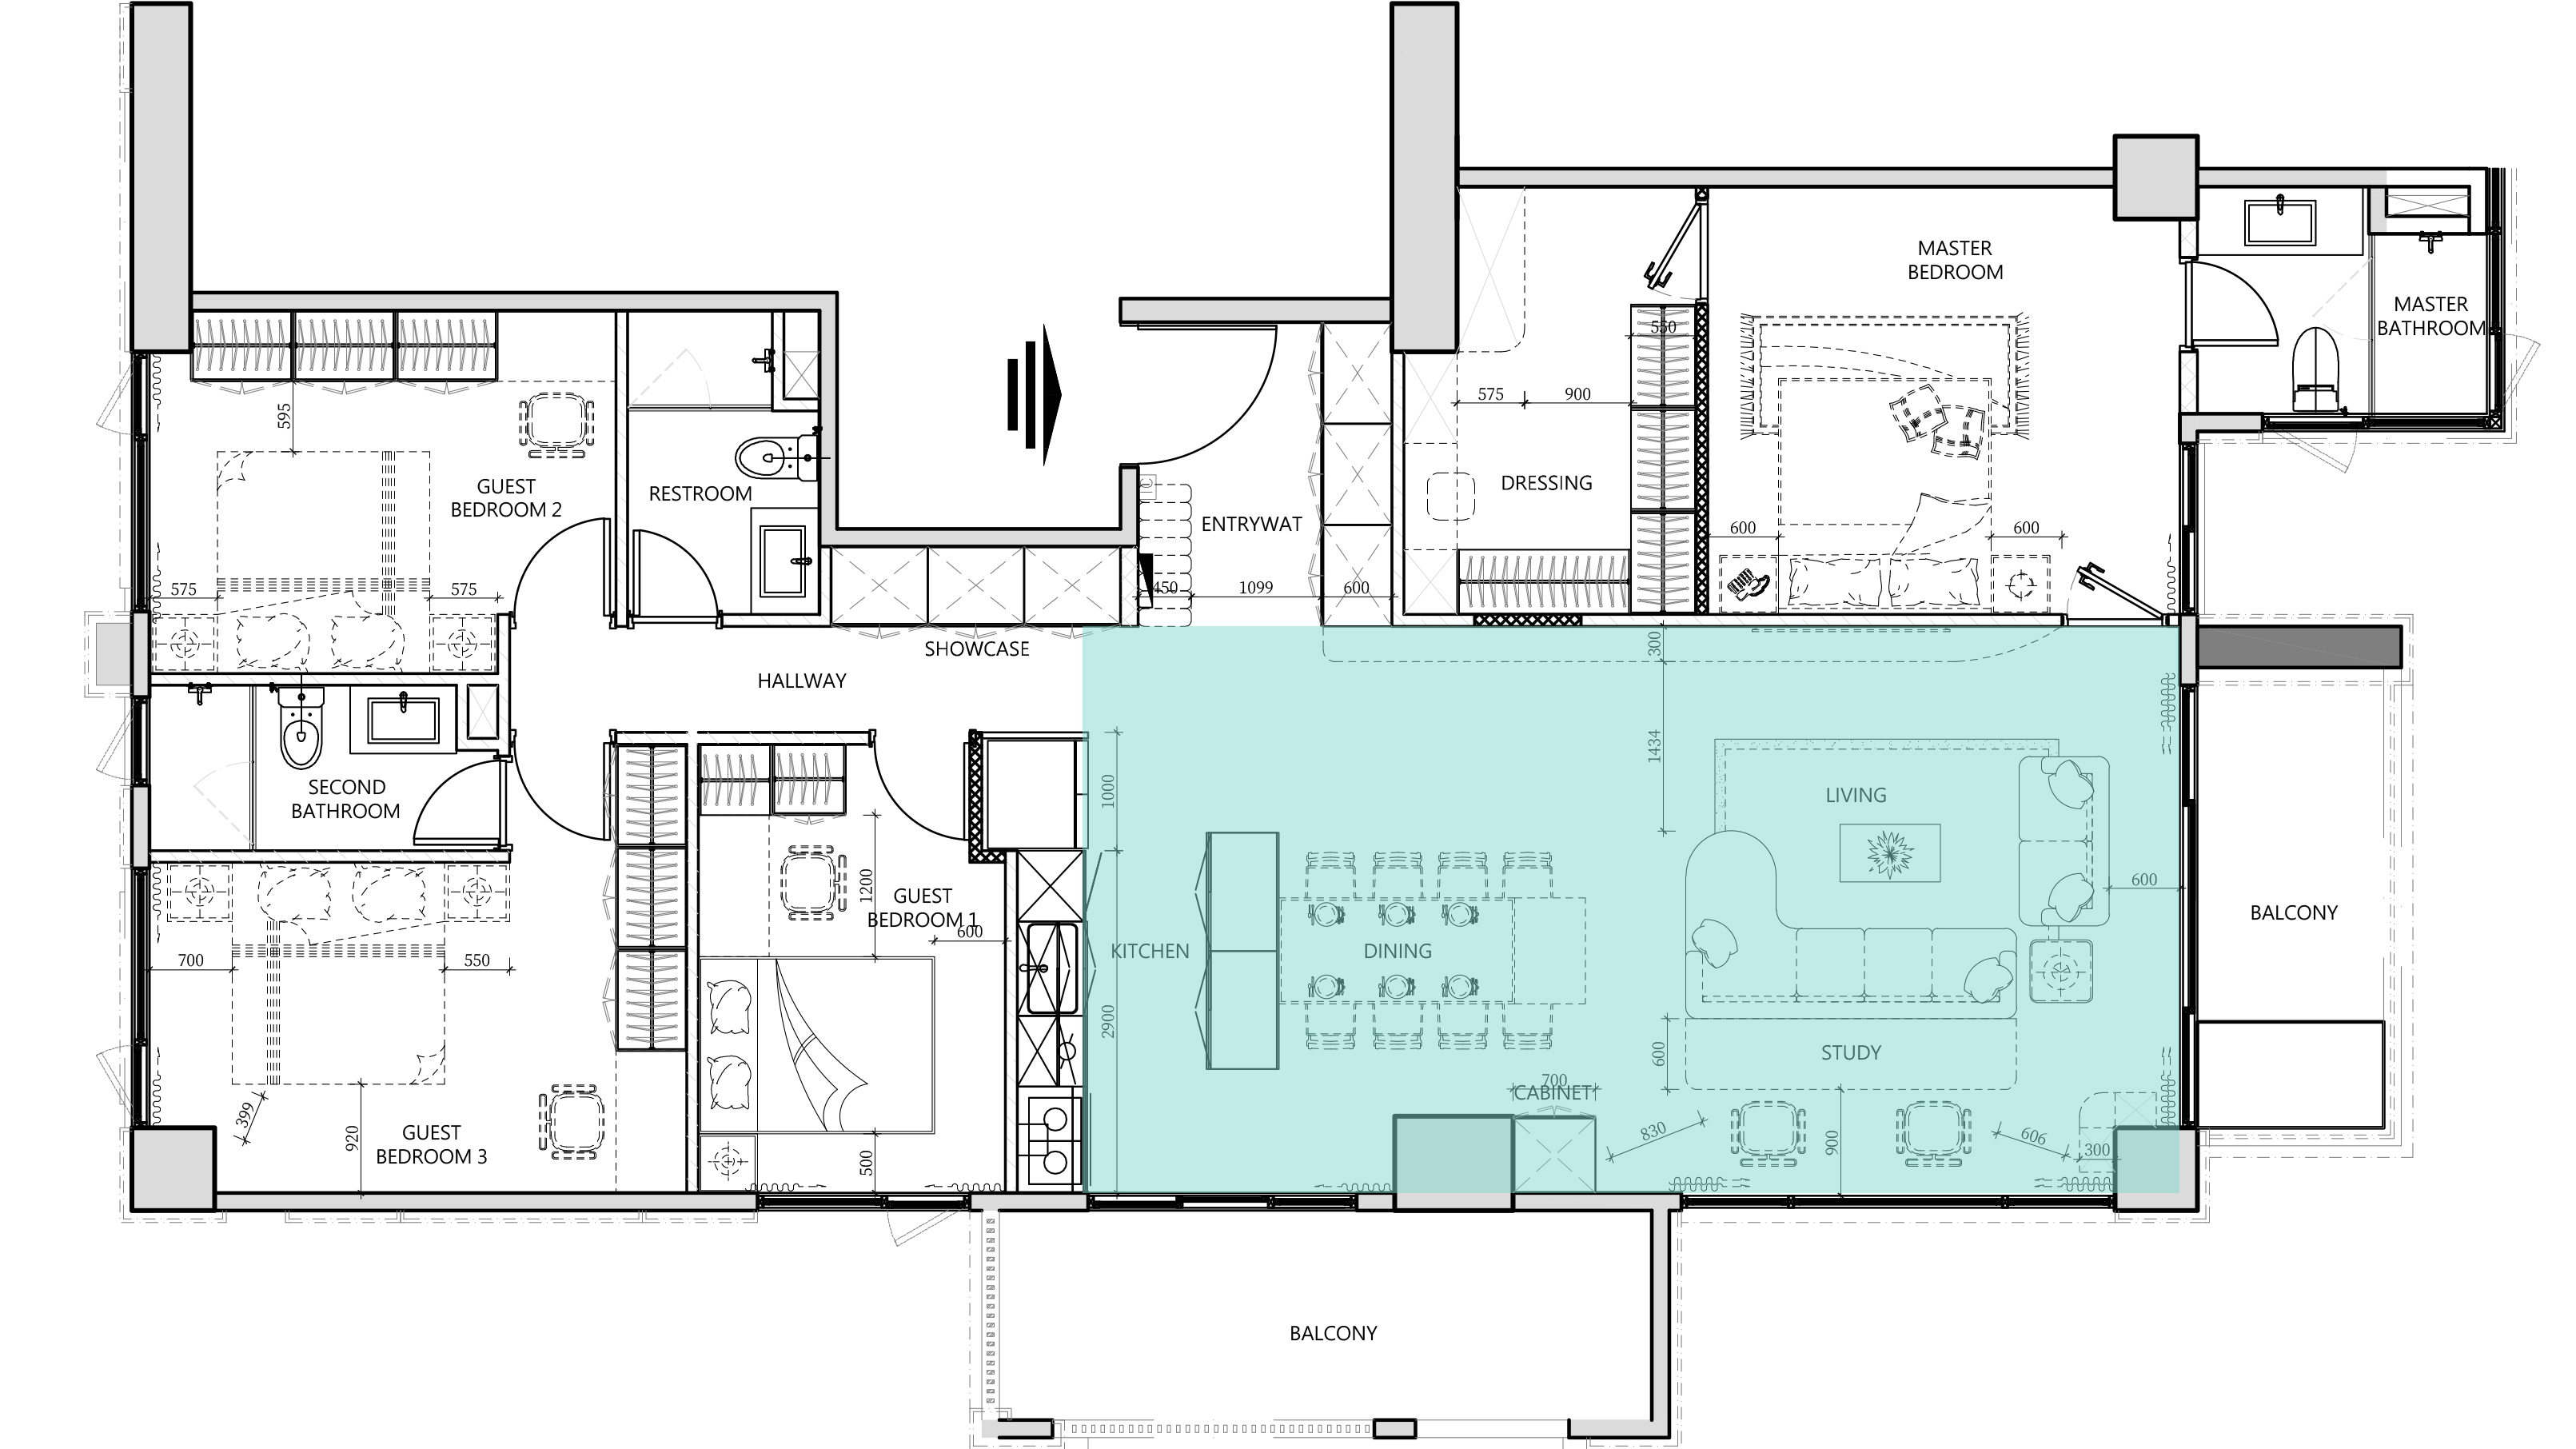 MASTER
BEDROOM
MASTER
BATHROOM
550
575
900
595
GUEST
BEDROOM 2
RESTROOM
DRESSING
ENTRYWAT
600
600
575
575
450
1099
600
SHOWCASE
300
HALLWAY
1434
SECOND
BATHROOM
1000
LIVING
1200
GUEST
BEDROOM 1
600
600
BALCONY
KITCHEN
DINING
700
550
2900
600
STUDY
700
CABINET
399
920
GUEST
BEDROOM 3
500
830
900
606
300
BALCONY